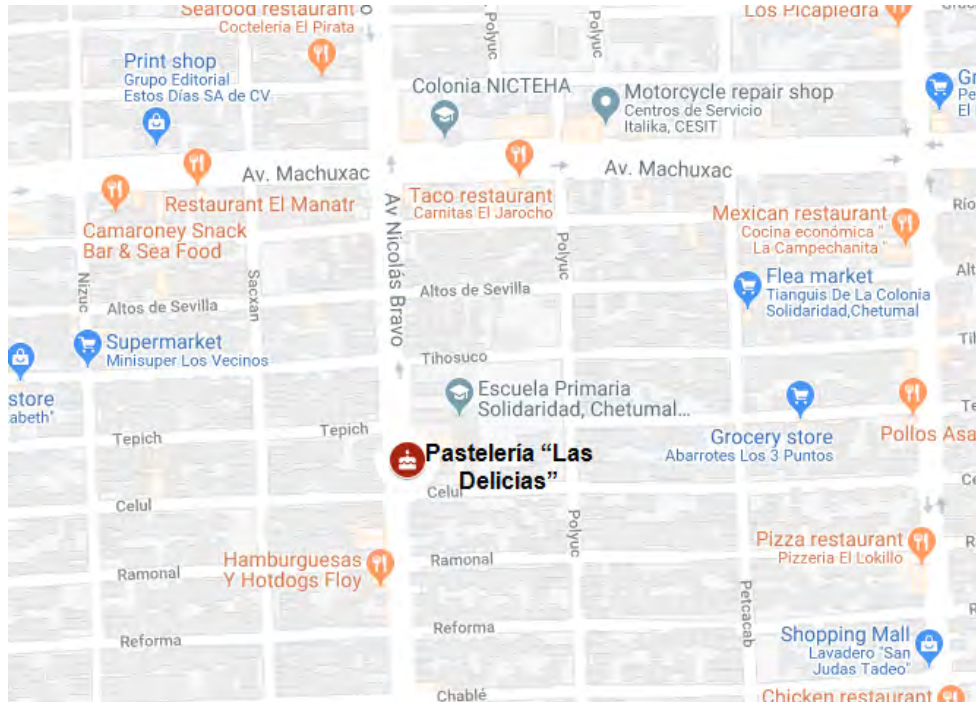 Seafood restaurant
Coctelería El Pirata
Polyuc
Polyuc
Los Picapiedra
Print shop
Grupo Editorial
Estos Días SA de CV
Colonia NICTEHA
Motorcycle repair shop
Centros de Servicio
Italika, CESIT
Av. Machuxac
Av. Machuxac
Restaurant El Manatr
Taco restaurant
Carnitas El Jarocho
Camaroney Snack
Bar & Sea Food
Mexican restaurant
Cocina económica "
La Campechanita "
Nizuc
Sacxan
Av Nicolás Bravo
Polyuc
Flea market
Tianguis De La Colonia
Solidaridad,Chetumal
Altos de Sevilla
Altos de Sevilla
Supermarket
Minisuper Los Vecinos
Tihosuco
store
abeth"
Escuela Primaria
Solidaridad, Chetumal...
Tepich
Tepich
Grocery store
Abarrotes Los 3 Puntos
Pollos Asa
Pastelería “Las
Delicias”
Celul
Celul
Polyuc
Hamburguesas
Y Hotdogs Floy
Ramonal
Ramonal
Pizza restaurant
Pizzeria El Lokillo
Petcacab
Reforma
Reforma
Shopping Mall
Lavadero "San
Judas Tadeo"
Chablé
Chicken restaurant